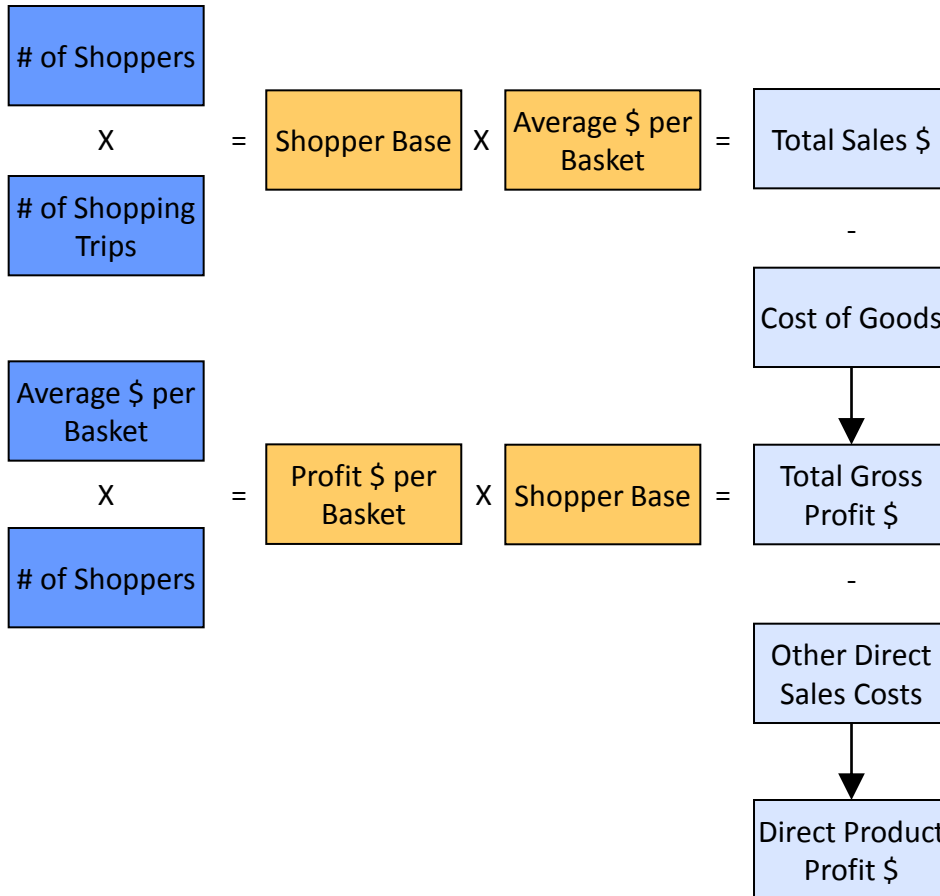 # of Shoppers
X
# of Shopping
Trips
=
Shopper Base
X
Average $ per
Basket
=
Total Sales $
-
Cost of Goods
Average $ per
Basket
X
# of Shoppers
=
Profit $ per
Basket
X
Shopper Base
=
Total Gross
Profit $
-
Other Direct
Sales Costs
Direct Product
Profit $